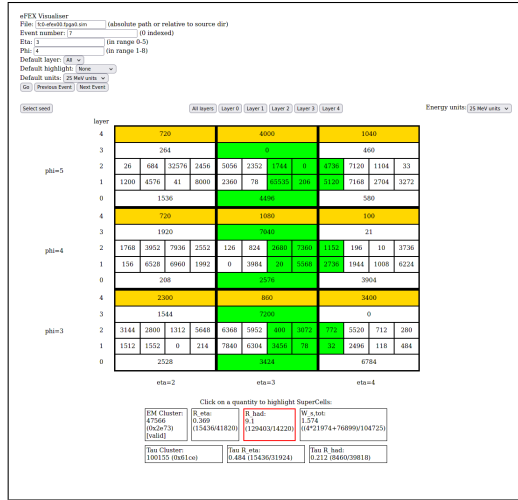 eFEX Visualiser
File: fc0-efex00.fpga0.sim (absolute path or relative to source dir)
Event number: 7 (0 indexed)
Eta: 3 (in range 0-5)
Phi: 4 (in range 1-8)
Default layer: All
Default highlight: None
Default units: 25 MeV units
Go Previous Event Next Event
Select seed All layers Layer 0 Layer 1 Layer 2 Layer 3 Layer 4 Energy units: 25 MeV units
layer
4 720 4000 1040
3 264 0 460
phi=5
2 26 684 32576 2456 5056 2352 1744 0 4736 7120 1104 33
1 1200 4576 41 8000 2360 78 65535 206 5120 7168 2704 3272
0 1536 4496 580
4 720 1080 100
3 1920 7040 21
phi=4
2 1768 3952 7936 2552 126 824 2680 7360 1152 196 10 3736
1 156 6528 6960 1992 0 3984 20 5568 2736 1944 1008 6224
0 208 2576 3904
4 2300 860 3400
3 1544 7200 0
phi=3
2 3144 2800 1312 5648 6368 5952 400 3072 772 5520 712 280
1 1512 1552 0 214 7840 6304 3456 78 32 2496 118 484
0 2528 3424 6784
eta=2 eta=3 eta=4
Click on a quantity to highlight SuperCells:
EM Cluster: R_eta: R_had: W_s,tot:
47566 0.369 9.1 1.574
(0x2e73) (15436/41820) (129403/14220) ((4*21974+76899)/104725)
[valid]
Tau Cluster: Tau R_eta: Tau R_had:
100155 (0x61ce) 0.484 (15436/31924) 0.212 (8460/39818)